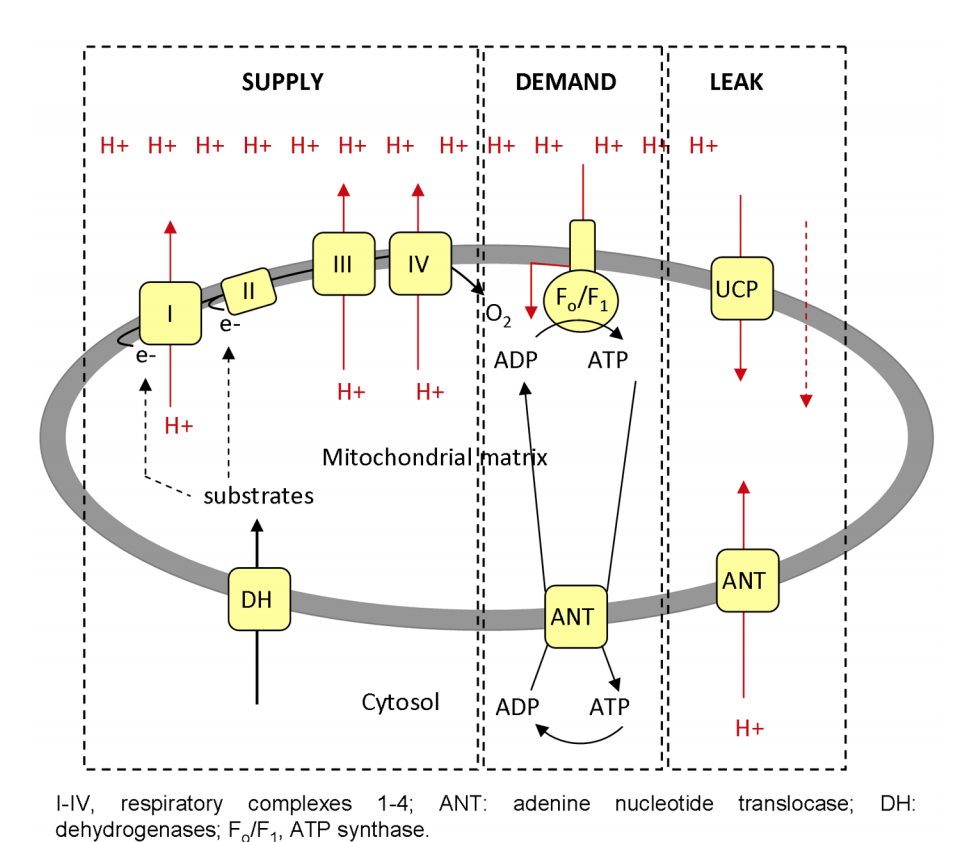 SUPPLY DEMAND LEAK
H+ H+ H+ H+ H+ H+ H+ H+ H+ H+ H+ H+ H+
III IV
II
I
UCP
Fo/F1
O2
e-
e-
ADP ATP
H+ H+
H+
Mitochondrial matrix
substrates
ANT
DH
ANT
Cytosol
ADP ATP
H+
I-IV, respiratory complexes 1-4; ANT: adenine nucleotide translocase; DH:
dehydrogenases; Fo/F1, ATP synthase.